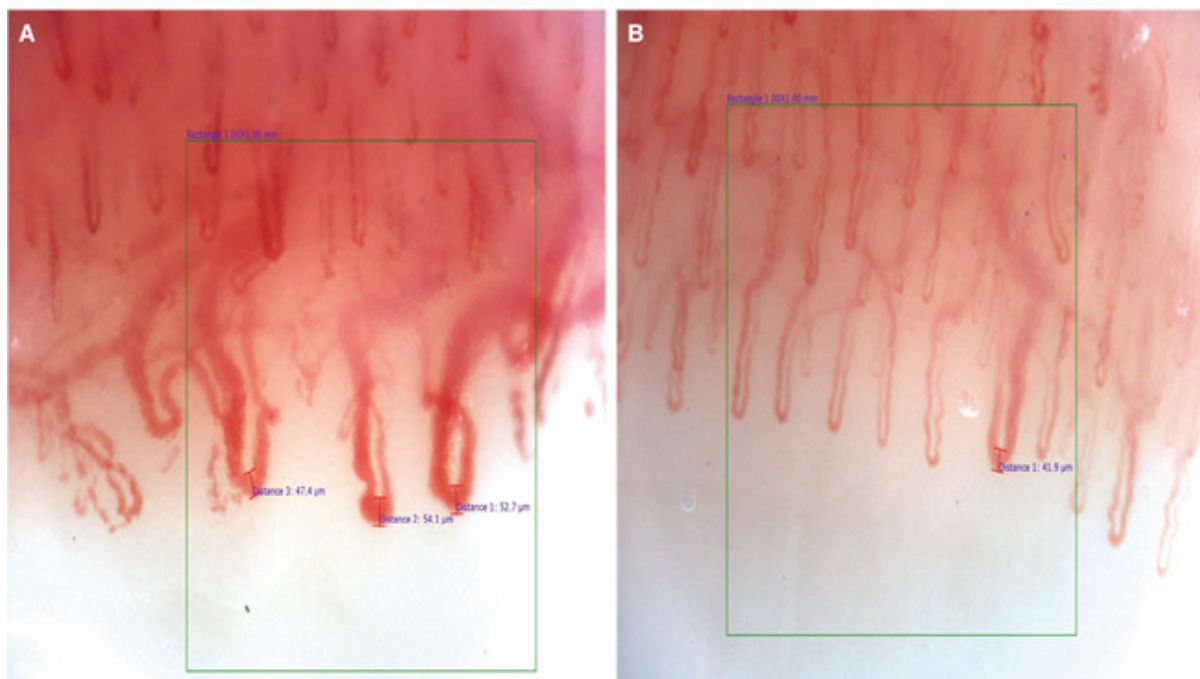 A
Rectangle 1.00X1.00 mm
Distance 3: 47.4 µm
Distance 2: 54.1 µm
Distance 1: 52.7 µm
B
Rectangle 1.00X1.00 mm
Distance 1: 41.9 µm